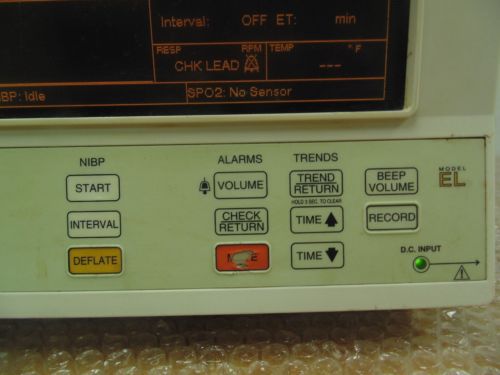 Interval: OFF ET: min
RESP RPM TEMP ° F
CHK LEAD ---
IBP: Idle SPO2: No Sensor
NIBP ALARMS TRENDS
START VOLUME TREND RETURN BEEP VOLUME MODEL EL
HOLD 3 SEC. TO CLEAR
INTERVAL CHECK RETURN TIME RECORD
DEFLATE TIME D.C. INPUT